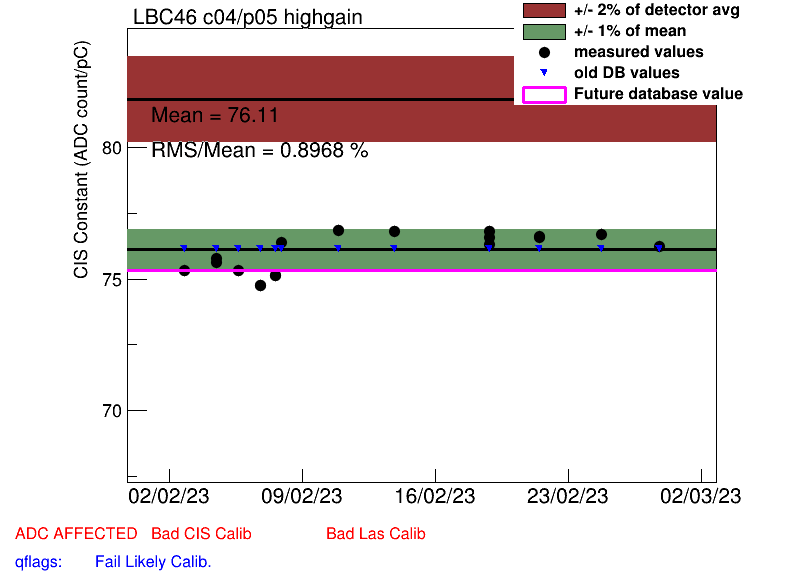 LBC46 c04/p05 highgain
+/- 2% of detector avg
+/- 1% of mean
measured values
old DB values
Future database value
CIS Constant (ADC count/pC)
Mean = 76.11
RMS/Mean = 0.8968 %
80
75
70
02/02/23 09/02/23 16/02/23 23/02/23 02/03/23
ADC AFFECTED Bad CIS Calib Bad Las Calib
qflags: Fail Likely Calib.